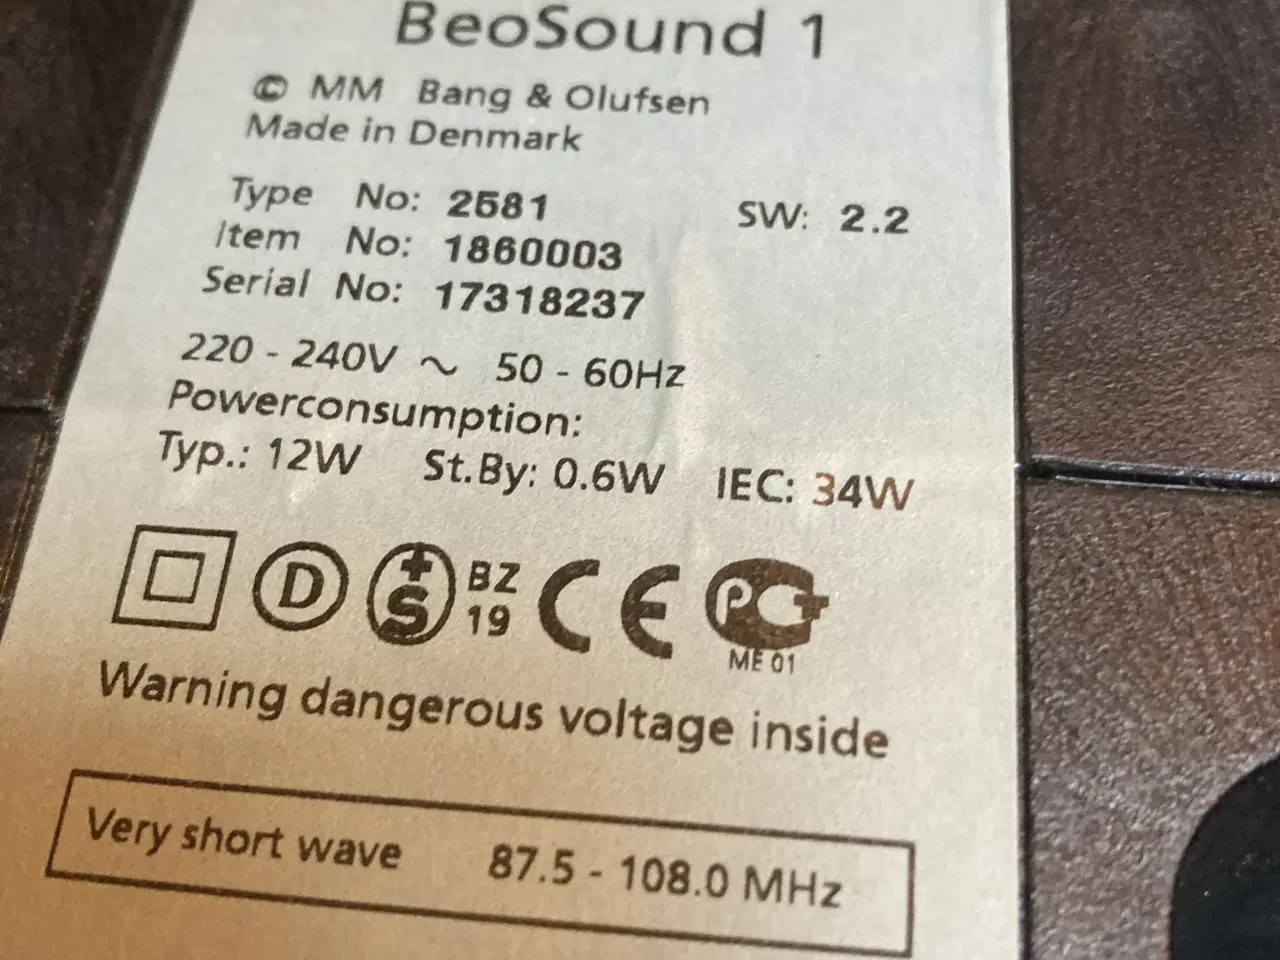 BeoSound 1
© MM Bang & Olufsen
Made in Denmark
Type No: 2581 SW: 2.2
Item No: 1860003
Serial No: 17318237
220 - 240V ~ 50 - 60Hz
Powerconsumption:
Typ.: 12W St.By: 0.6W IEC: 34W
D +S BZ 19 CE PC+ ME 01
Warning dangerous voltage inside
Very short wave 87.5 - 108.0 MHz